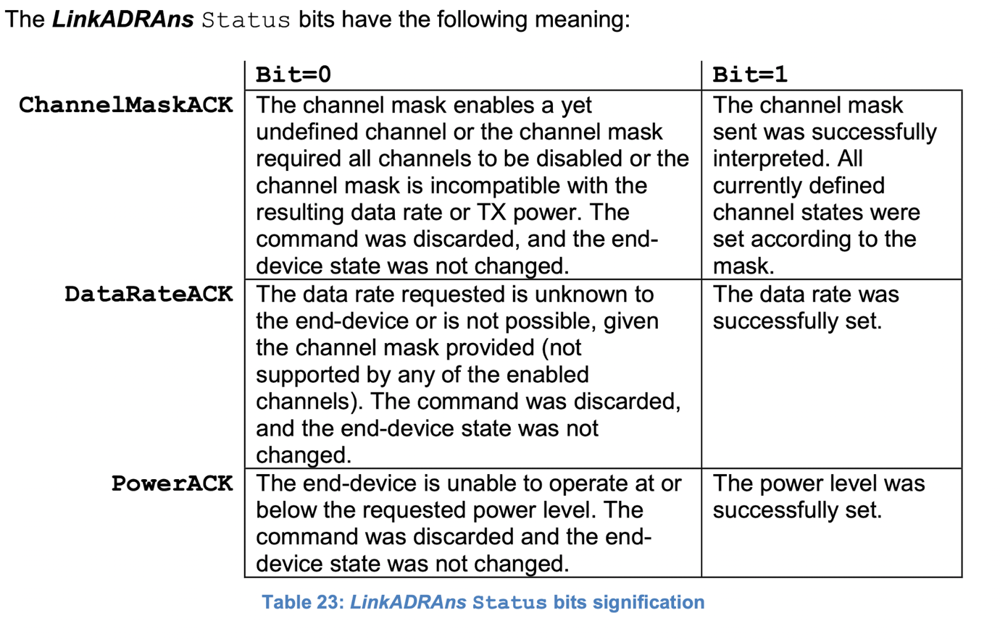 The LinkADRAns Status bits have the following meaning:
Bit=0
Bit=1
ChannelMaskACK
The channel mask enables a yet
undefined channel or the channel mask
required all channels to be disabled or the
channel mask is incompatible with the
resulting data rate or TX power. The
command was discarded, and the end-
device state was not changed.
The channel mask
sent was successfully
interpreted. All
currently defined
channel states were
set according to the
mask.
DataRateACK
The data rate requested is unknown to
the end-device or is not possible, given
the channel mask provided (not
supported by any of the enabled
channels). The command was discarded,
and the end-device state was not
changed.
The data rate was
successfully set.
PowerACK
The end-device is unable to operate at or
below the requested power level. The
command was discarded and the end-
device state was not changed.
The power level was
successfully set.
Table 23: LinkADRAns Status bits signification